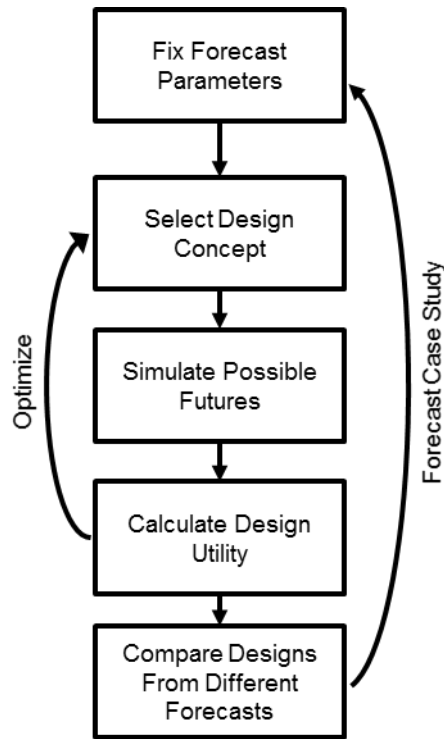 Fix Forecast
Parameters
Select Design
Concept
Simulate Possible
Futures
Calculate Design
Utility
Compare Designs
From Different
Forecasts
Optimize
Forecast Case Study